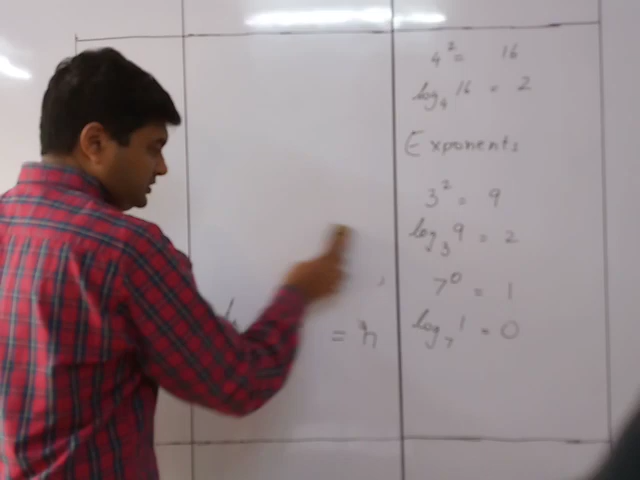 = n
4² = 16
log₄ 16 = 2
Exponents
3² = 9
log₃ 9 = 2
7⁰ = 1
log₇ 1 = 0